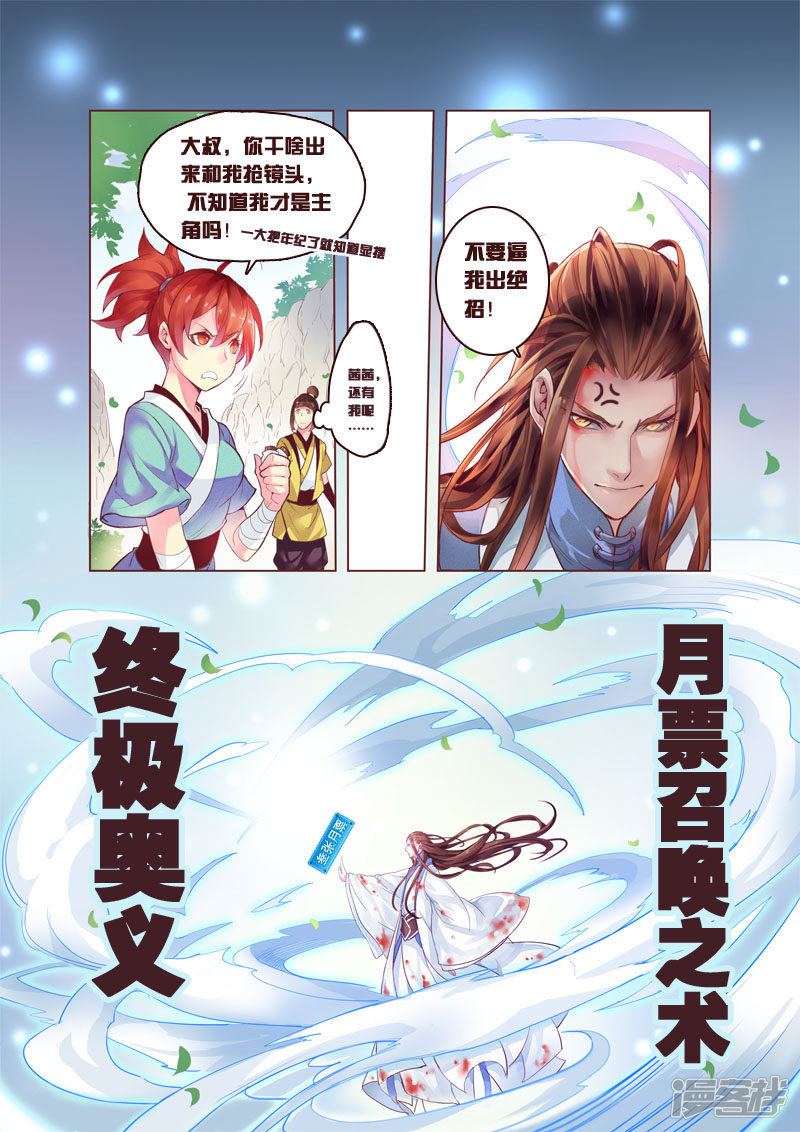 大叔，你干啥出
来和我抢镜头，
不知道我才是主
角吗！
一大把年纪了就知道显摆
茜茜，
还有
我呢
……
不要逼
我出绝
招！
终极奥义
月票召唤之术
漫客栈